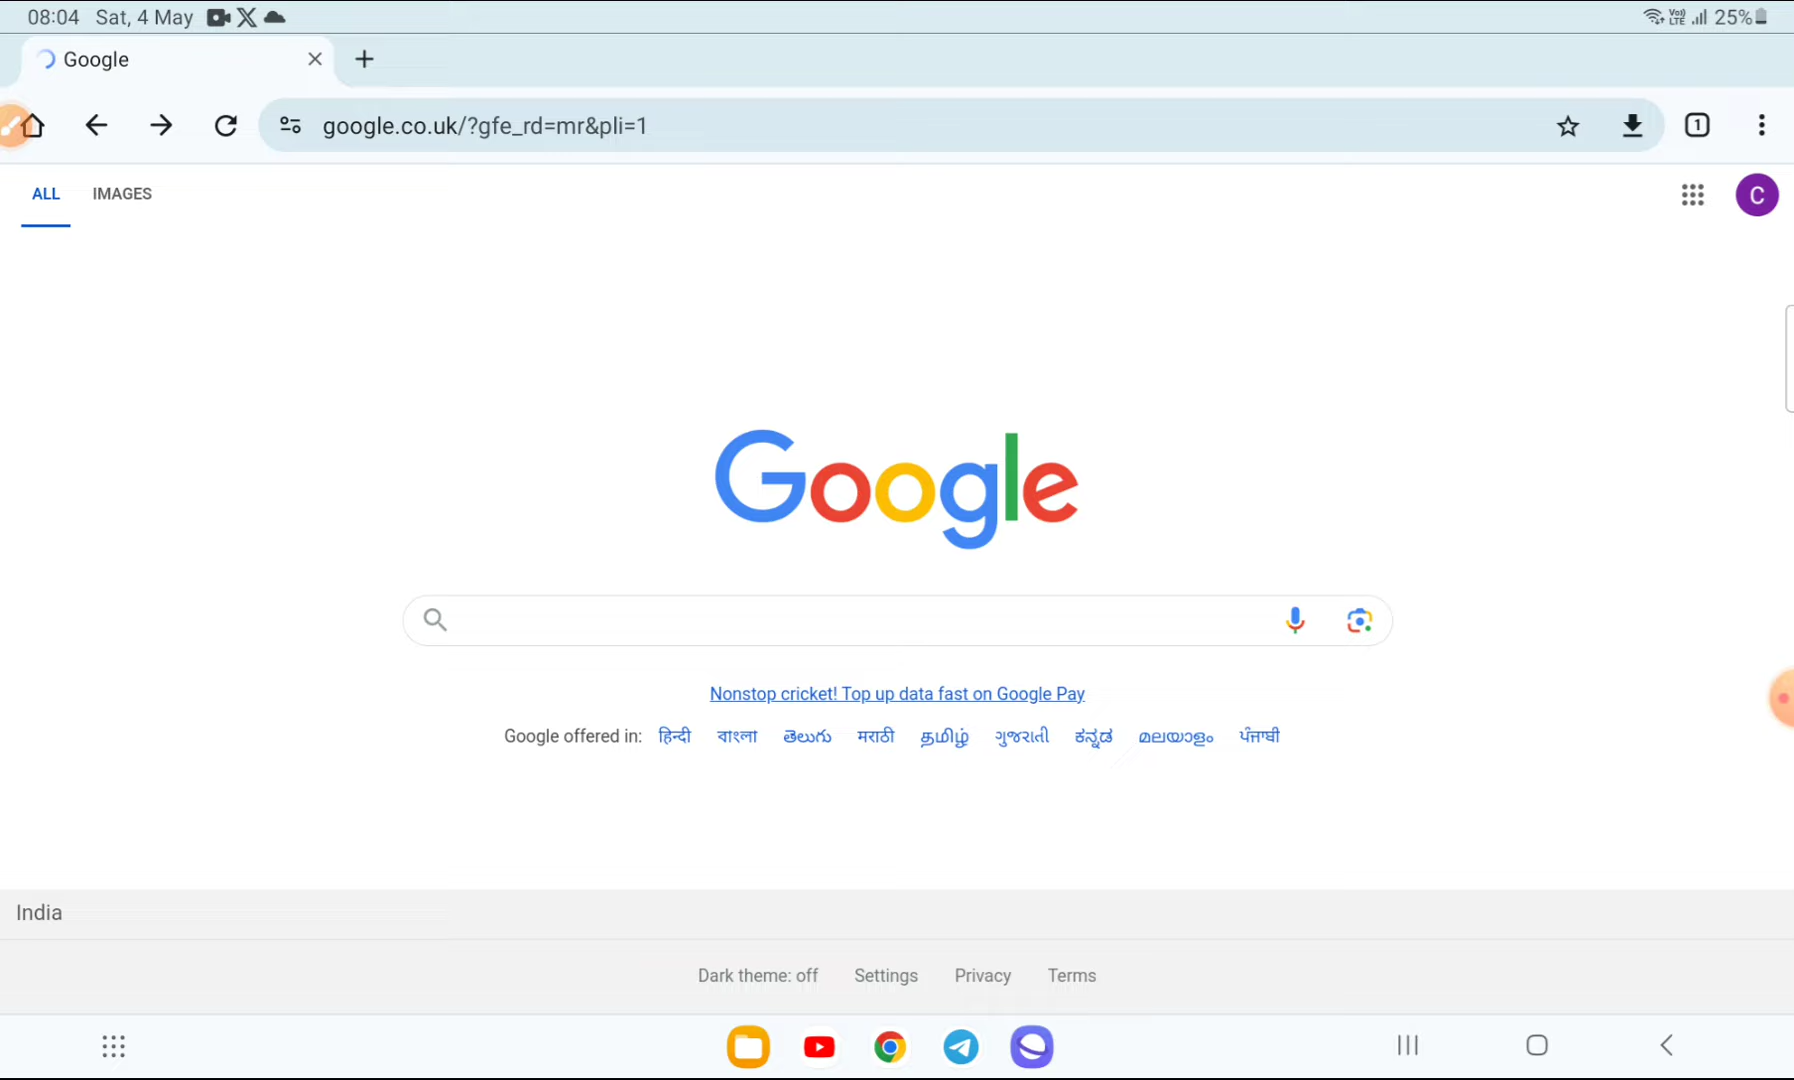 08:04 Sat, 4 May 25%
Google
google.co.uk/?gfe_rd=mr&pli=1 1
ALL IMAGES C
Google
Nonstop cricket! Top up data fast on Google Pay
Google offered in: हिन्दी বাংলা తెలుగు मराठी தமிழ் ગુજરાતી ಕನ್ನಡ മലയാളം ਪੰਜਾਬੀ
India
Dark theme: off Settings Privacy Terms